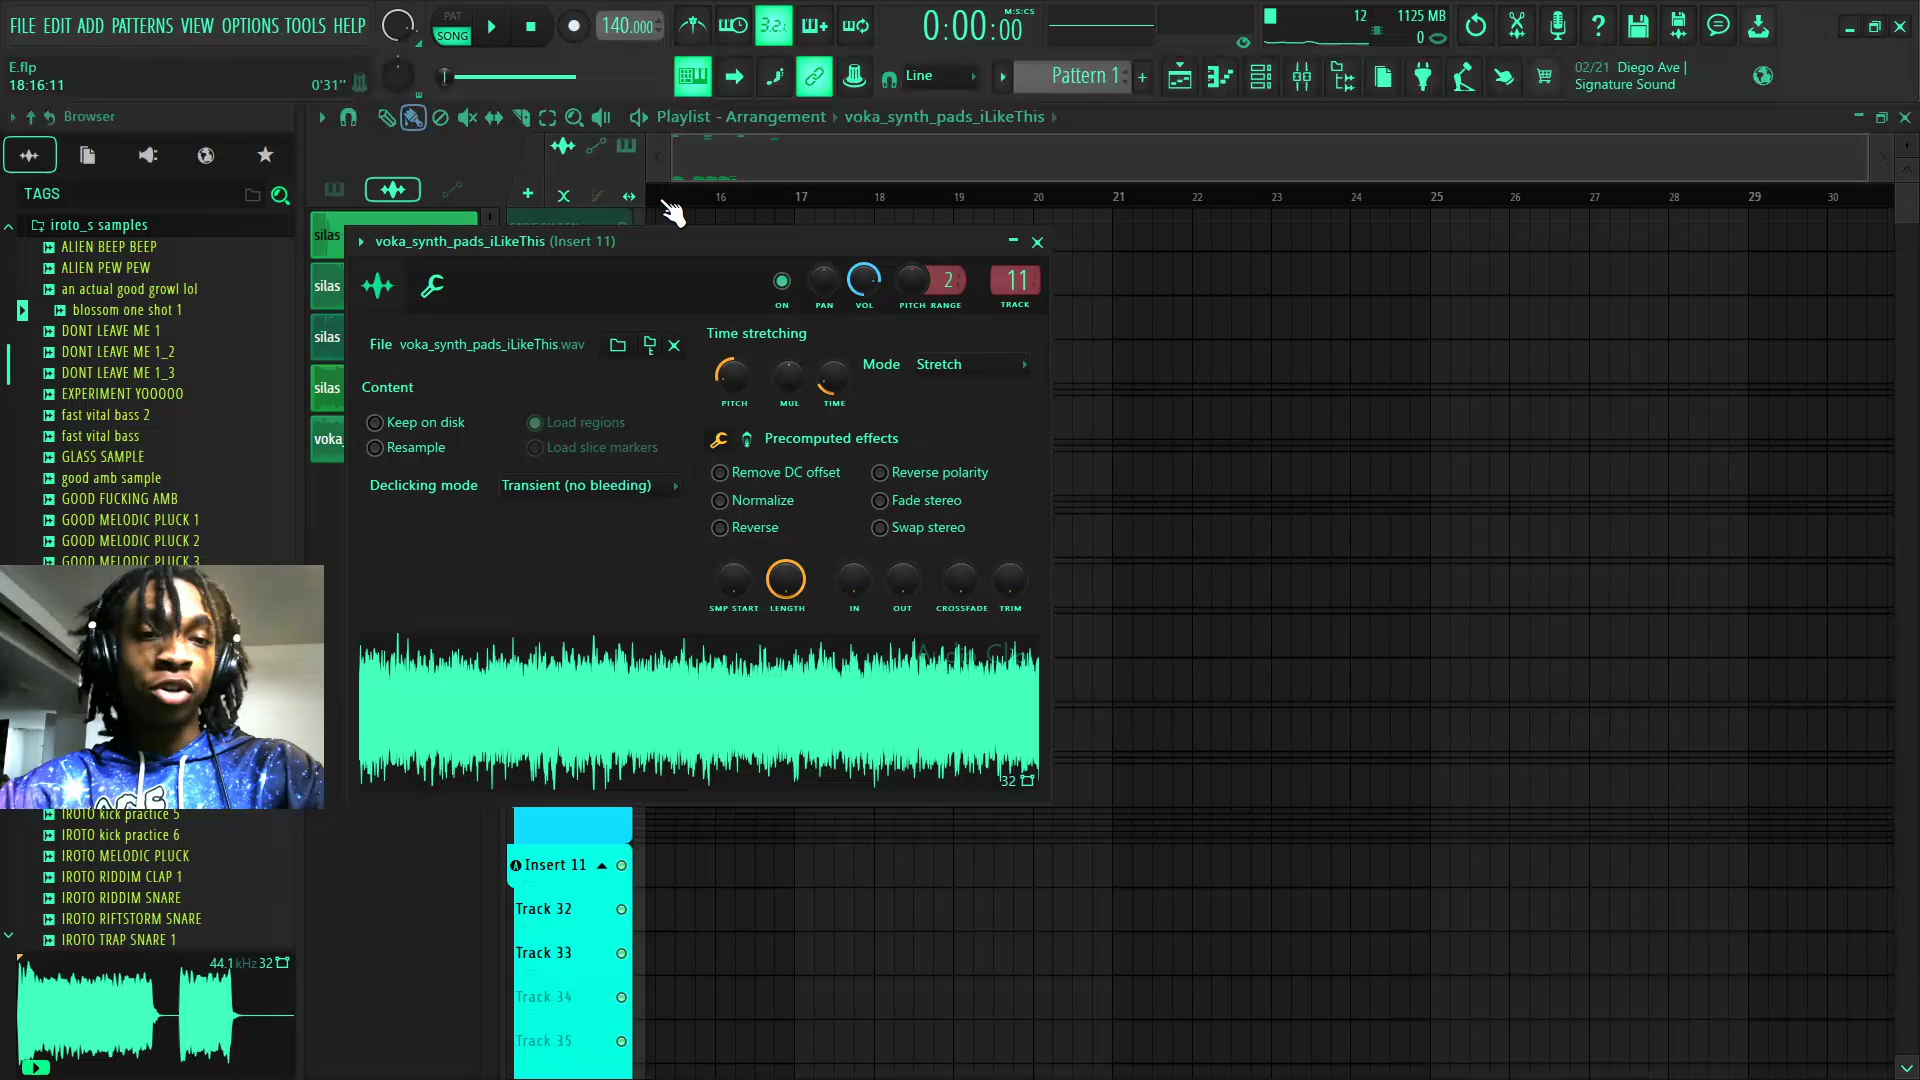 FILE EDIT ADD PATTERNS VIEW OPTIONS TOOLS HELP
E.flp
18:16:11
0'31''
PAT
SONG
140.000
3.2.
0:00:00
M:S:CS
12
1125 MB
0
Line
Pattern 1
02/21 Diego Ave |
Signature Sound
Browser
Playlist - Arrangement
voka_synth_pads_iLikeThis
TAGS
iroto_s samples
ALIEN BEEP BEEP
ALIEN PEW PEW
an actual good growl lol
blossom one shot 1
DONT LEAVE ME 1
DONT LEAVE ME 1_2
DONT LEAVE ME 1_3
EXPERIMENT YOOOOO
fast vital bass 2
fast vital bass
GLASS SAMPLE
good amb sample
GOOD FUCKING AMB
GOOD MELODIC PLUCK 1
GOOD MELODIC PLUCK 2
GOOD MELODIC PLUCK 3
IROTO kick practice 5
IROTO kick practice 6
IROTO MELODIC PLUCK
IROTO RIDDIM CLAP 1
IROTO RIDDIM SNARE
IROTO RIFTSTORM SNARE
IROTO TRAP SNARE 1
44.1kHz 32
silas
silas
silas
silas
voka_
16 17 18 19 20 21 22 23 24 25 26 27 28 29 30
voka_synth_pads_iLikeThis (Insert 11)
2
11
ON PAN VOL PITCH RANGE TRACK
File voka_synth_pads_iLikeThis.wav
Content
Keep on disk
Load regions
Resample
Load slice markers
Declicking mode
Transient (no bleeding)
Time stretching
Mode Stretch
PITCH MUL TIME
Precomputed effects
Remove DC offset
Reverse polarity
Normalize
Fade stereo
Reverse
Swap stereo
SMP START LENGTH IN OUT CROSSFADE TRIM
32
Insert 11
Track 32
Track 33
Track 34
Track 35